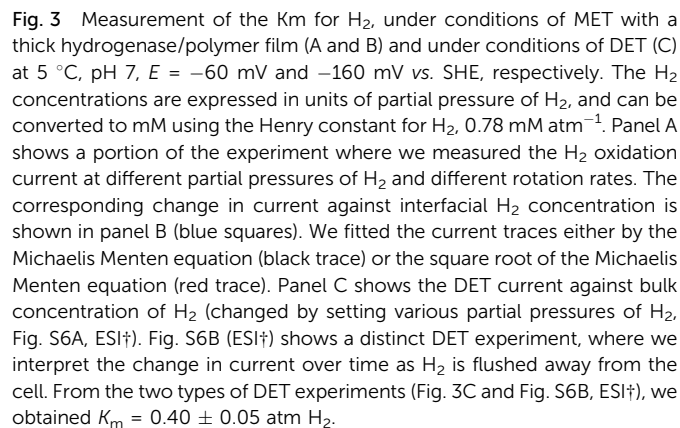 Fig. 3 Measurement of the Km for H₂, under conditions of MET with a
thick hydrogenase/polymer film (A and B) and under conditions of DET (C)
at 5 °C, pH 7, E = −60 mV and −160 mV vs. SHE, respectively. The H₂
concentrations are expressed in units of partial pressure of H₂, and can be
converted to mM using the Henry constant for H₂, 0.78 mM atm⁻¹. Panel A
shows a portion of the experiment where we measured the H₂ oxidation
current at different partial pressures of H₂ and different rotation rates. The
corresponding change in current against interfacial H₂ concentration is
shown in panel B (blue squares). We fitted the current traces either by the
Michaelis Menten equation (black trace) or the square root of the Michaelis
Menten equation (red trace). Panel C shows the DET current against bulk
concentration of H₂ (changed by setting various partial pressures of H₂,
Fig. S6A, ESI†). Fig. S6B (ESI†) shows a distinct DET experiment, where we
interpret the change in current over time as H₂ is flushed away from the
cell. From the two types of DET experiments (Fig. 3C and Fig. S6B, ESI†), we
obtained Kₘ = 0.40 ± 0.05 atm H₂.